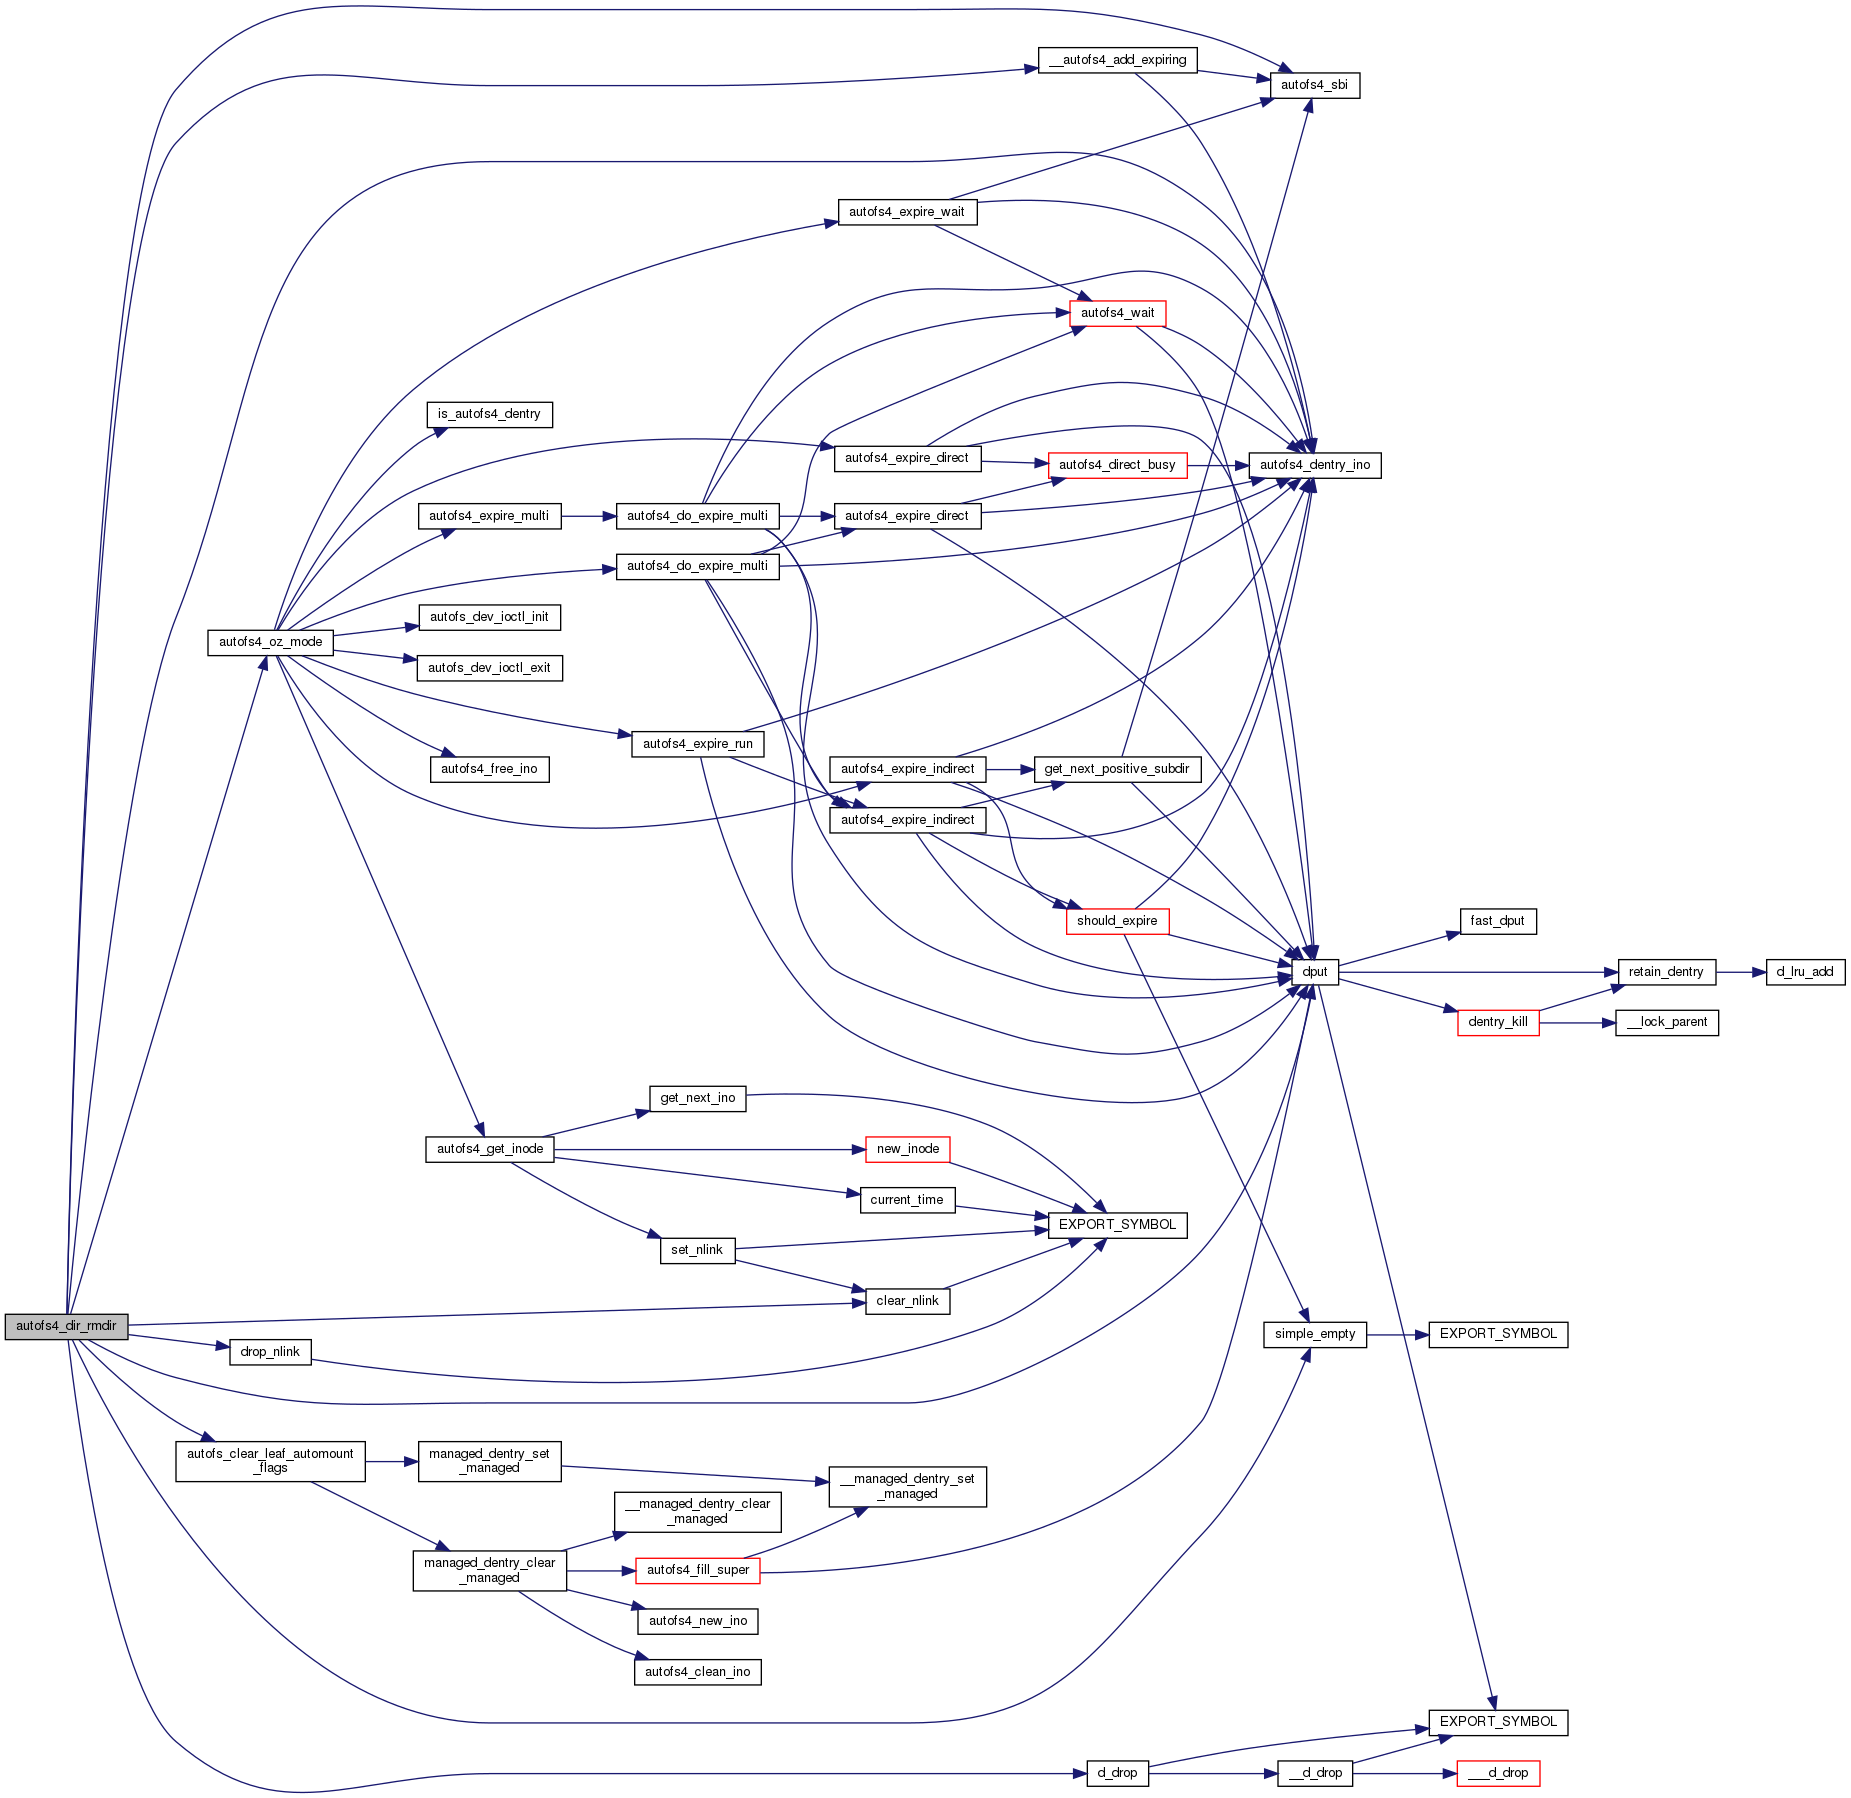 __autofs4_add_expiring
autofs4_sbi
autofs4_expire_wait
autofs4_wait
is_autofs4_dentry
autofs4_expire_direct
autofs4_direct_busy
autofs4_dentry_ino
autofs4_expire_multi
autofs4_do_expire_multi
autofs4_expire_direct
autofs4_do_expire_multi
autofs_dev_ioctl_init
autofs4_oz_mode
autofs_dev_ioctl_exit
autofs4_expire_run
autofs4_free_ino
autofs4_expire_indirect
get_next_positive_subdir
autofs4_expire_indirect
should_expire
fast_dput
dput
retain_dentry
d_lru_add
dentry_kill
__lock_parent
get_next_ino
autofs4_get_inode
new_inode
current_time
EXPORT_SYMBOL
set_nlink
clear_nlink
autofs4_dir_rmdir
simple_empty
EXPORT_SYMBOL
drop_nlink
autofs_clear_leaf_automount
_flags
managed_dentry_set
_managed
__managed_dentry_set
_managed
__managed_dentry_clear
_managed
managed_dentry_clear
_managed
autofs4_fill_super
autofs4_new_ino
autofs4_clean_ino
EXPORT_SYMBOL
d_drop
__d_drop
___d_drop